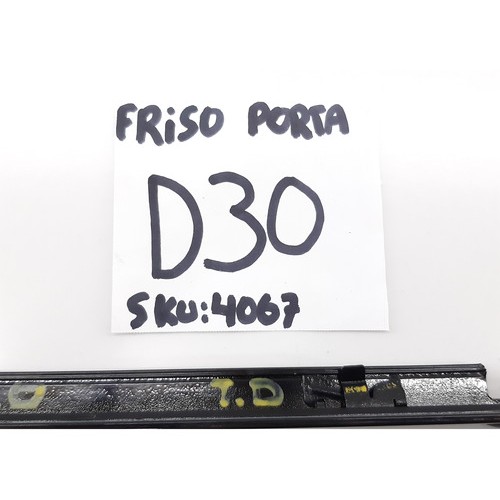 FRISO PORTA
D30
SKU:4067
T.D